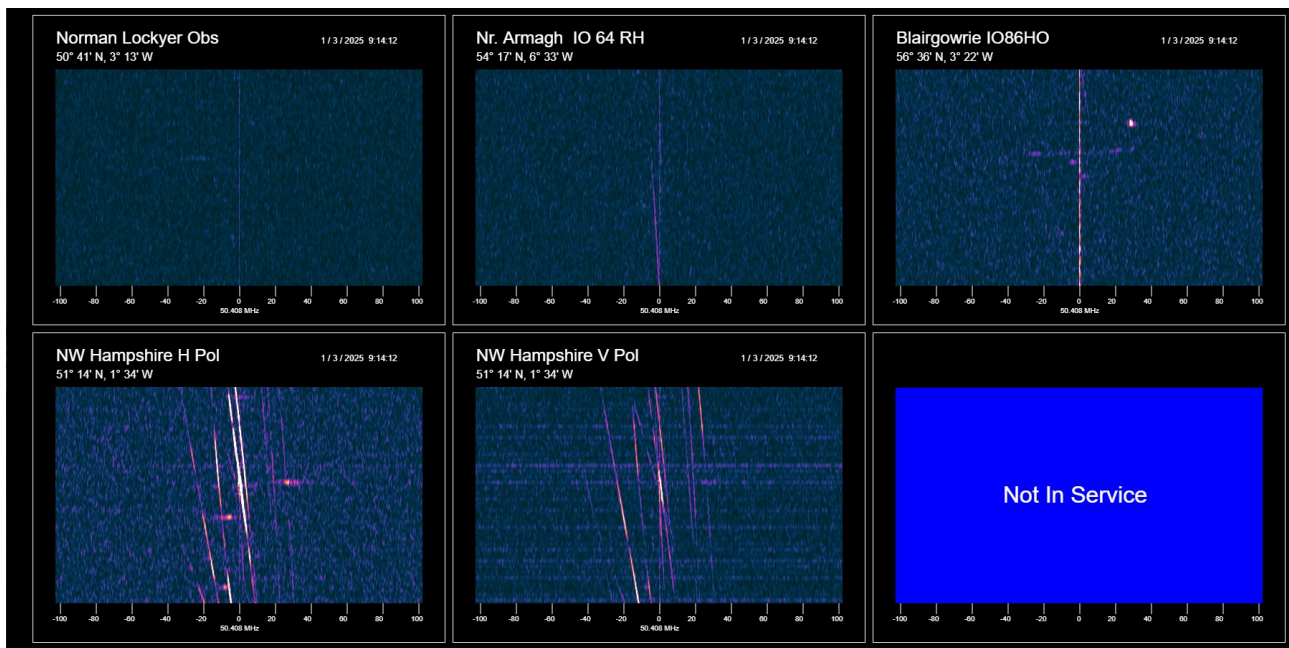 Norman Lockyer Obs 1 / 3 / 2025 9:14:12
50° 41' N, 3° 13' W
-100 -80 -60 -40 -20 0 20 40 60 80 100
50.408 MHz
Nr. Armagh IO 64 RH 1 / 3 / 2025 9:14:12
54° 17' N, 6° 33' W
-100 -80 -60 -40 -20 0 20 40 60 80 100
50.408 MHz
Blairgowrie IO86HO 1 / 3 / 2025 9:14:12
56° 36' N, 3° 22' W
-100 -80 -60 -40 -20 0 20 40 60 80 100
50.408 MHz
NW Hampshire H Pol 1 / 3 / 2025 9:14:12
51° 14' N, 1° 34' W
-100 -80 -60 -40 -20 0 20 40 60 80 100
50.408 MHz
NW Hampshire V Pol 1 / 3 / 2025 9:14:12
51° 14' N, 1° 34' W
-100 -80 -60 -40 -20 0 20 40 60 80 100
50.408 MHz
Not In Service
-100 -80 -60 -40 -20 0 20 40 60 80 100